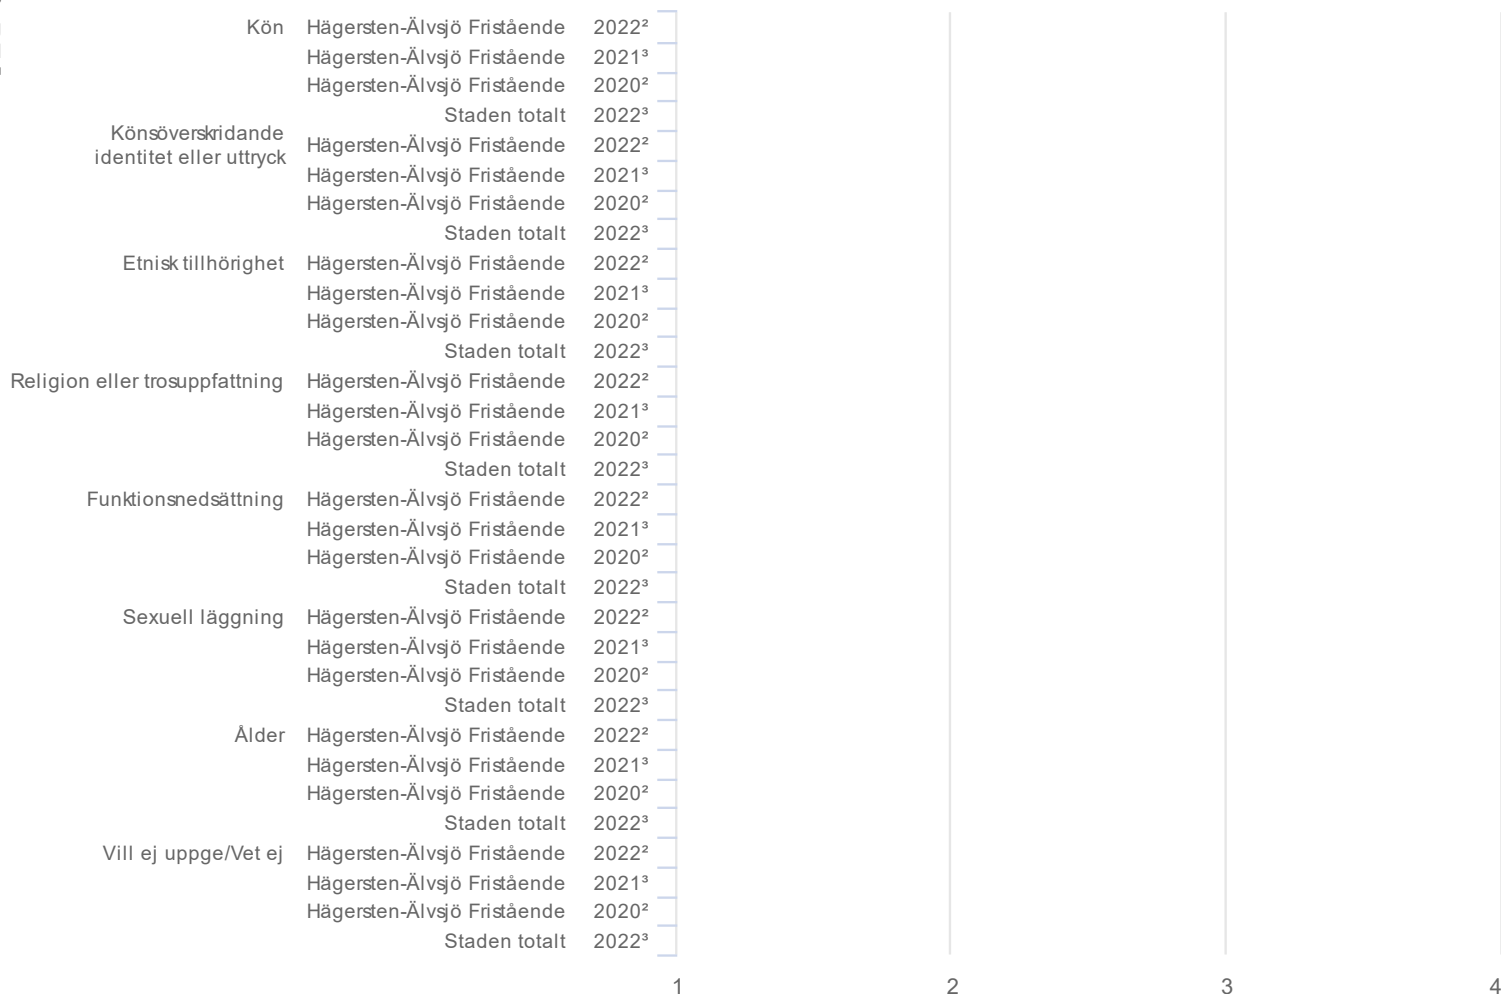 Kön Hägersten-Älvsjö Fristående 2022²
Hägersten-Älvsjö Fristående 2021³
Hägersten-Älvsjö Fristående 2020²
Staden totalt 2022³
Könsöverskridande
identitet eller uttryck
Hägersten-Älvsjö Fristående 2022²
Hägersten-Älvsjö Fristående 2021³
Hägersten-Älvsjö Fristående 2020²
Staden totalt 2022³
Etnisk tillhörighet Hägersten-Älvsjö Fristående 2022²
Hägersten-Älvsjö Fristående 2021³
Hägersten-Älvsjö Fristående 2020²
Staden totalt 2022³
Religion eller trosuppfattning Hägersten-Älvsjö Fristående 2022²
Hägersten-Älvsjö Fristående 2021³
Hägersten-Älvsjö Fristående 2020²
Staden totalt 2022³
Funktionsnedsättning Hägersten-Älvsjö Fristående 2022²
Hägersten-Älvsjö Fristående 2021³
Hägersten-Älvsjö Fristående 2020²
Staden totalt 2022³
Sexuell läggning Hägersten-Älvsjö Fristående 2022²
Hägersten-Älvsjö Fristående 2021³
Hägersten-Älvsjö Fristående 2020²
Staden totalt 2022³
Ålder Hägersten-Älvsjö Fristående 2022²
Hägersten-Älvsjö Fristående 2021³
Hägersten-Älvsjö Fristående 2020²
Staden totalt 2022³
Vill ej uppge/Vet ej Hägersten-Älvsjö Fristående 2022²
Hägersten-Älvsjö Fristående 2021³
Hägersten-Älvsjö Fristående 2020²
Staden totalt 2022³
1 2 3 4